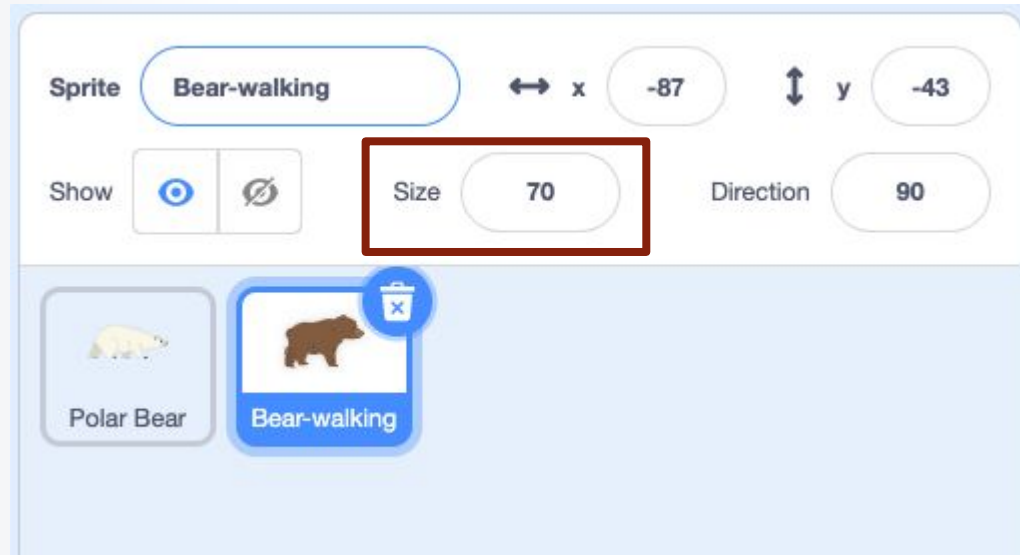 Sprite Bear-walking x -87 y -43
Show Size 70 Direction 90
Polar Bear Bear-walking